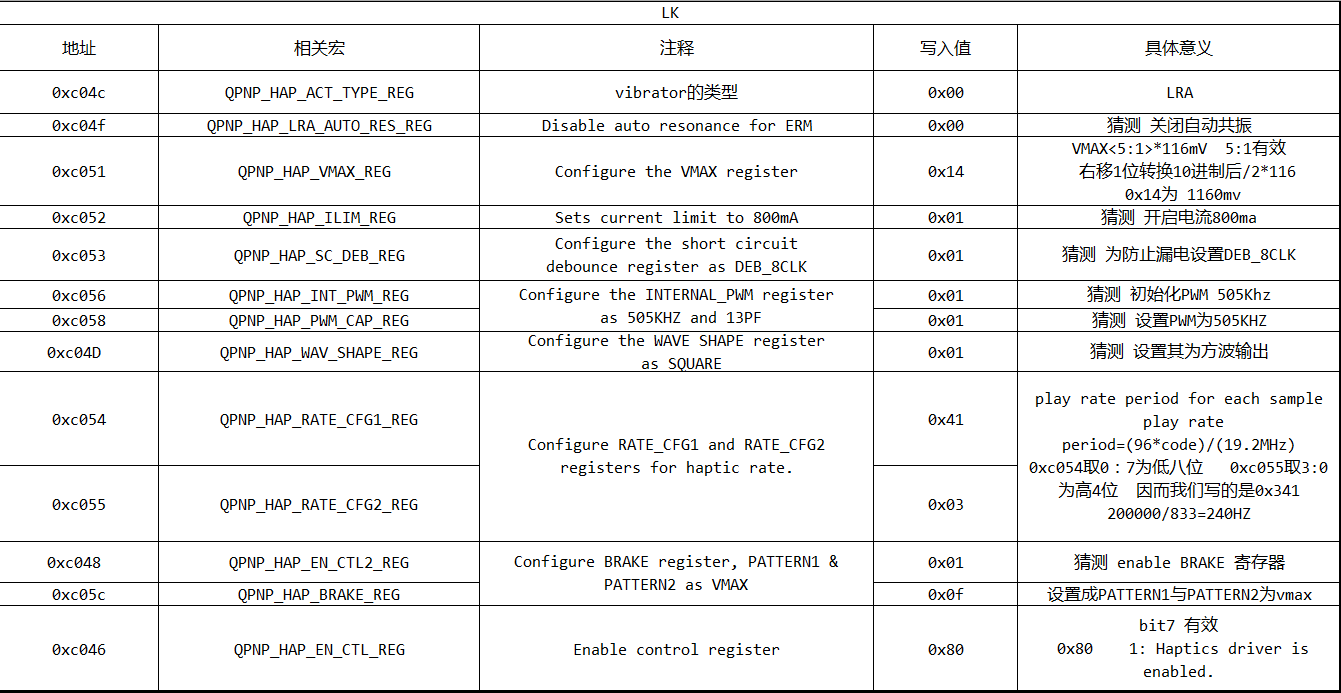 LK
地址 相关宏 注释 写入值 具体意义
0xc04c QPNP_HAP_ACT_TYPE_REG vibrator的类型 0x00 LRA
0xc04f QPNP_HAP_LRA_AUTO_RES_REG Disable auto resonance for ERM 0x00 猜测 关闭自动共振
0xc051 QPNP_HAP_VMAX_REG Configure the VMAX register 0x14 VMAX<5:1>*116mV 5:1有效
右移1位转换10进制后/2*116
0x14为 1160mv
0xc052 QPNP_HAP_ILIM_REG Sets current limit to 800mA 0x01 猜测 开启电流800ma
0xc053 QPNP_HAP_SC_DEB_REG Configure the short circuit
debounce register as DEB_8CLK 0x01 猜测 为防止漏电设置DEB_8CLK
0xc056 QPNP_HAP_INT_PWM_REG Configure the INTERNAL_PWM register
as 505KHZ and 13PF 0x01 猜测 初始化PWM 505Khz
0xc058 QPNP_HAP_PWM_CAP_REG 0x01 猜测 设置PWM为505KHZ
0xc04D QPNP_HAP_WAV_SHAPE_REG Configure the WAVE SHAPE register
as SQUARE 0x01 猜测 设置其为方波输出
0xc054 QPNP_HAP_RATE_CFG1_REG Configure RATE_CFG1 and RATE_CFG2
registers for haptic rate. 0x41 play rate period for each sample
play rate
period=(96*code)/(19.2MHz)
0xc054取0：7为低八位 0xc055取3:0
为高4位 因而我们写的是0x341
200000/833=240HZ
0xc055 QPNP_HAP_RATE_CFG2_REG 0x03
0xc048 QPNP_HAP_EN_CTL2_REG Configure BRAKE register, PATTERN1 &
PATTERN2 as VMAX 0x01 猜测 enable BRAKE 寄存器
0xc05c QPNP_HAP_BRAKE_REG 0x0f 设置成PATTERN1与PATTERN2为vmax
0xc046 QPNP_HAP_EN_CTL_REG Enable control register 0x80 bit7 有效
0x80 1: Haptics driver is
enabled.